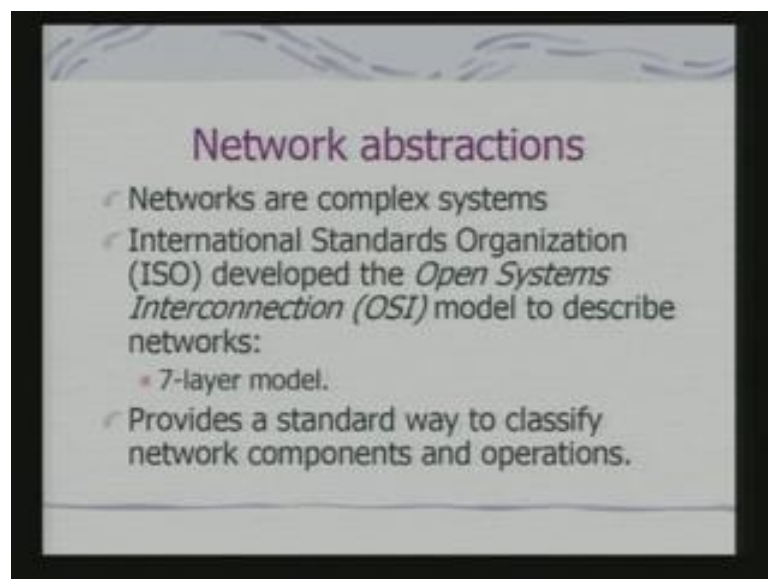 Network abstractions
Networks are complex systems
International Standards Organization
(ISO) developed the Open Systems
Interconnection (OSI) model to describe
networks:
7-layer model.
Provides a standard way to classify
network components and operations.